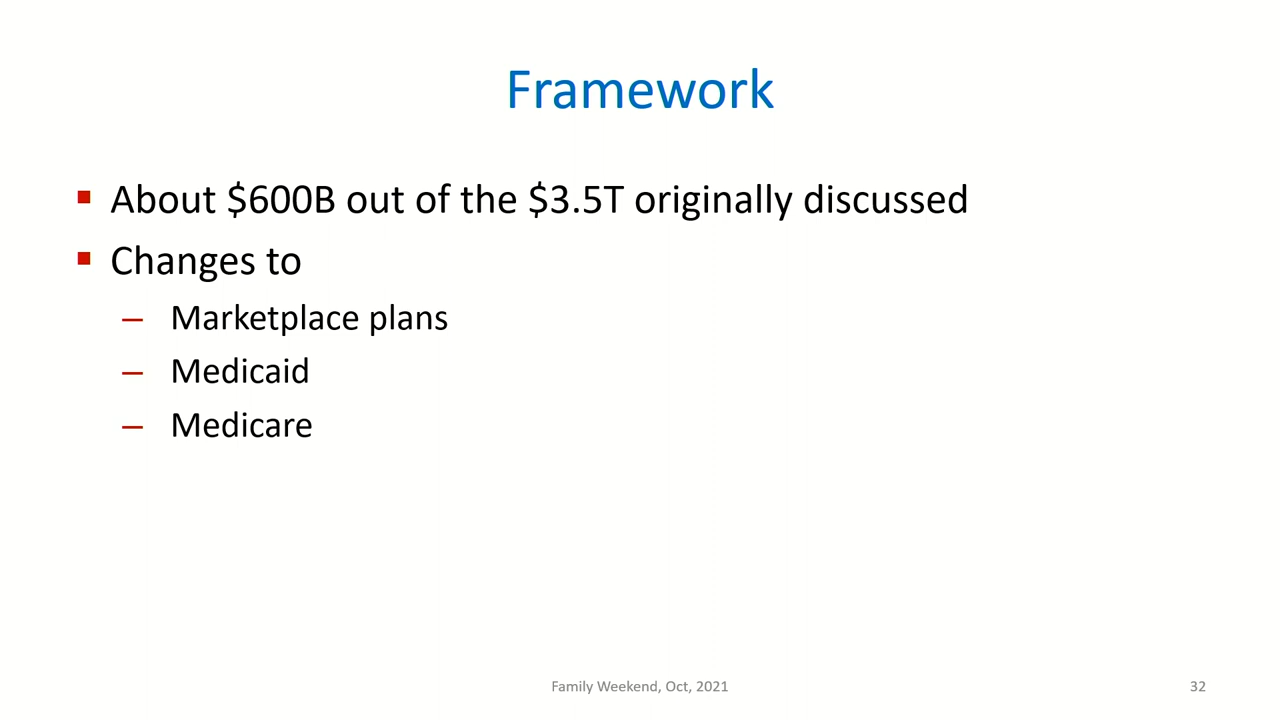 Framework
▪ About $600B out of the $3.5T originally discussed
▪ Changes to
– Marketplace plans
– Medicaid
– Medicare
Family Weekend, Oct, 2021
32